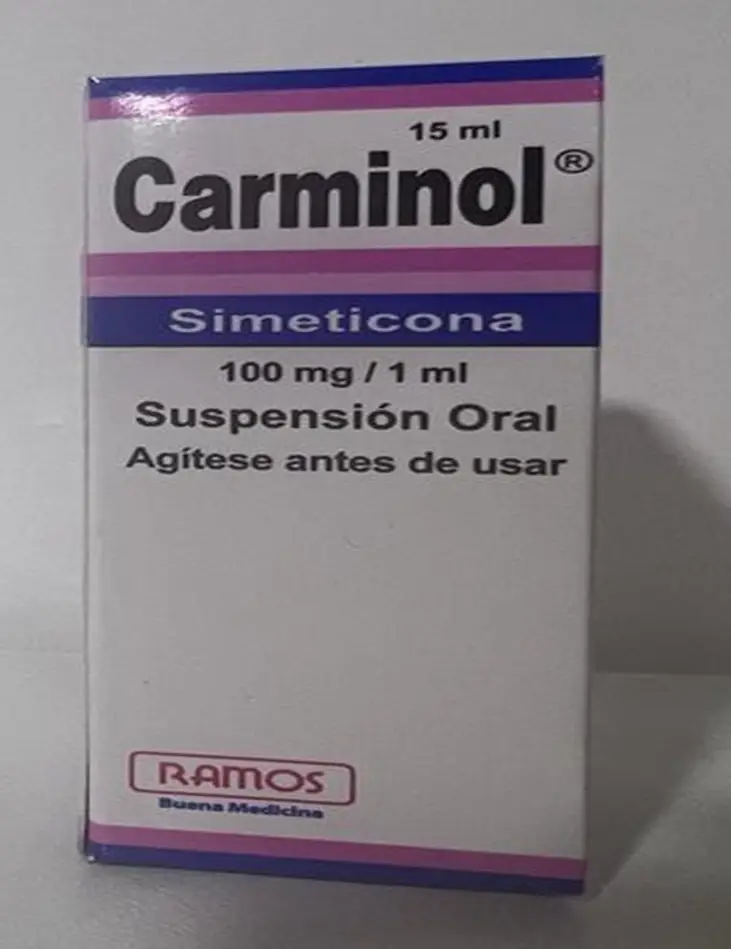 15 ml
Carminol®
Simeticona
100 mg / 1 ml
Suspensión Oral
Agítese antes de usar
RAMOS
Buena Medicina